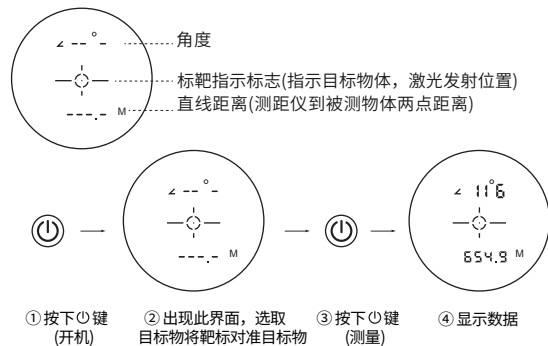 ∠ -- ° -
角度
标靶指示标志(指示目标物体，激光发射位置)
---.- M
直线距离(测距仪到被测物体两点距离)
∠ -- ° -
---.- M
∠ 11°6
654.9 M
①按下⏻键
(开机)
②出现此界面，选取
目标物将靶标对准目标物
③按下⏻键
(测量)
④显示数据